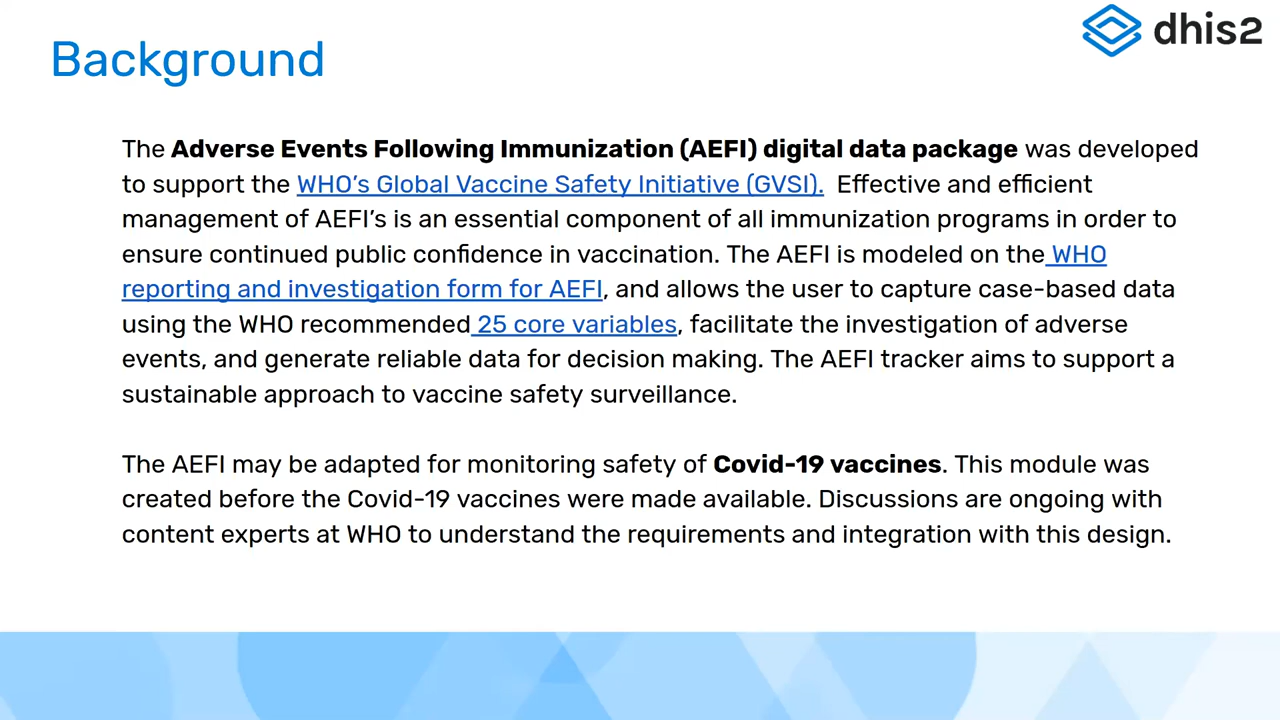 Background
dhis2
The Adverse Events Following Immunization (AEFI) digital data package was developed
to support the WHO’s Global Vaccine Safety Initiative (GVSI).  Effective and efficient
management of AEFI’s is an essential component of all immunization programs in order to
ensure continued public confidence in vaccination. The AEFI is modeled on the WHO
reporting and investigation form for AEFI, and allows the user to capture case-based data
using the WHO recommended 25 core variables, facilitate the investigation of adverse
events, and generate reliable data for decision making. The AEFI tracker aims to support a
sustainable approach to vaccine safety surveillance.
The AEFI may be adapted for monitoring safety of Covid-19 vaccines. This module was
created before the Covid-19 vaccines were made available. Discussions are ongoing with
content experts at WHO to understand the requirements and integration with this design.